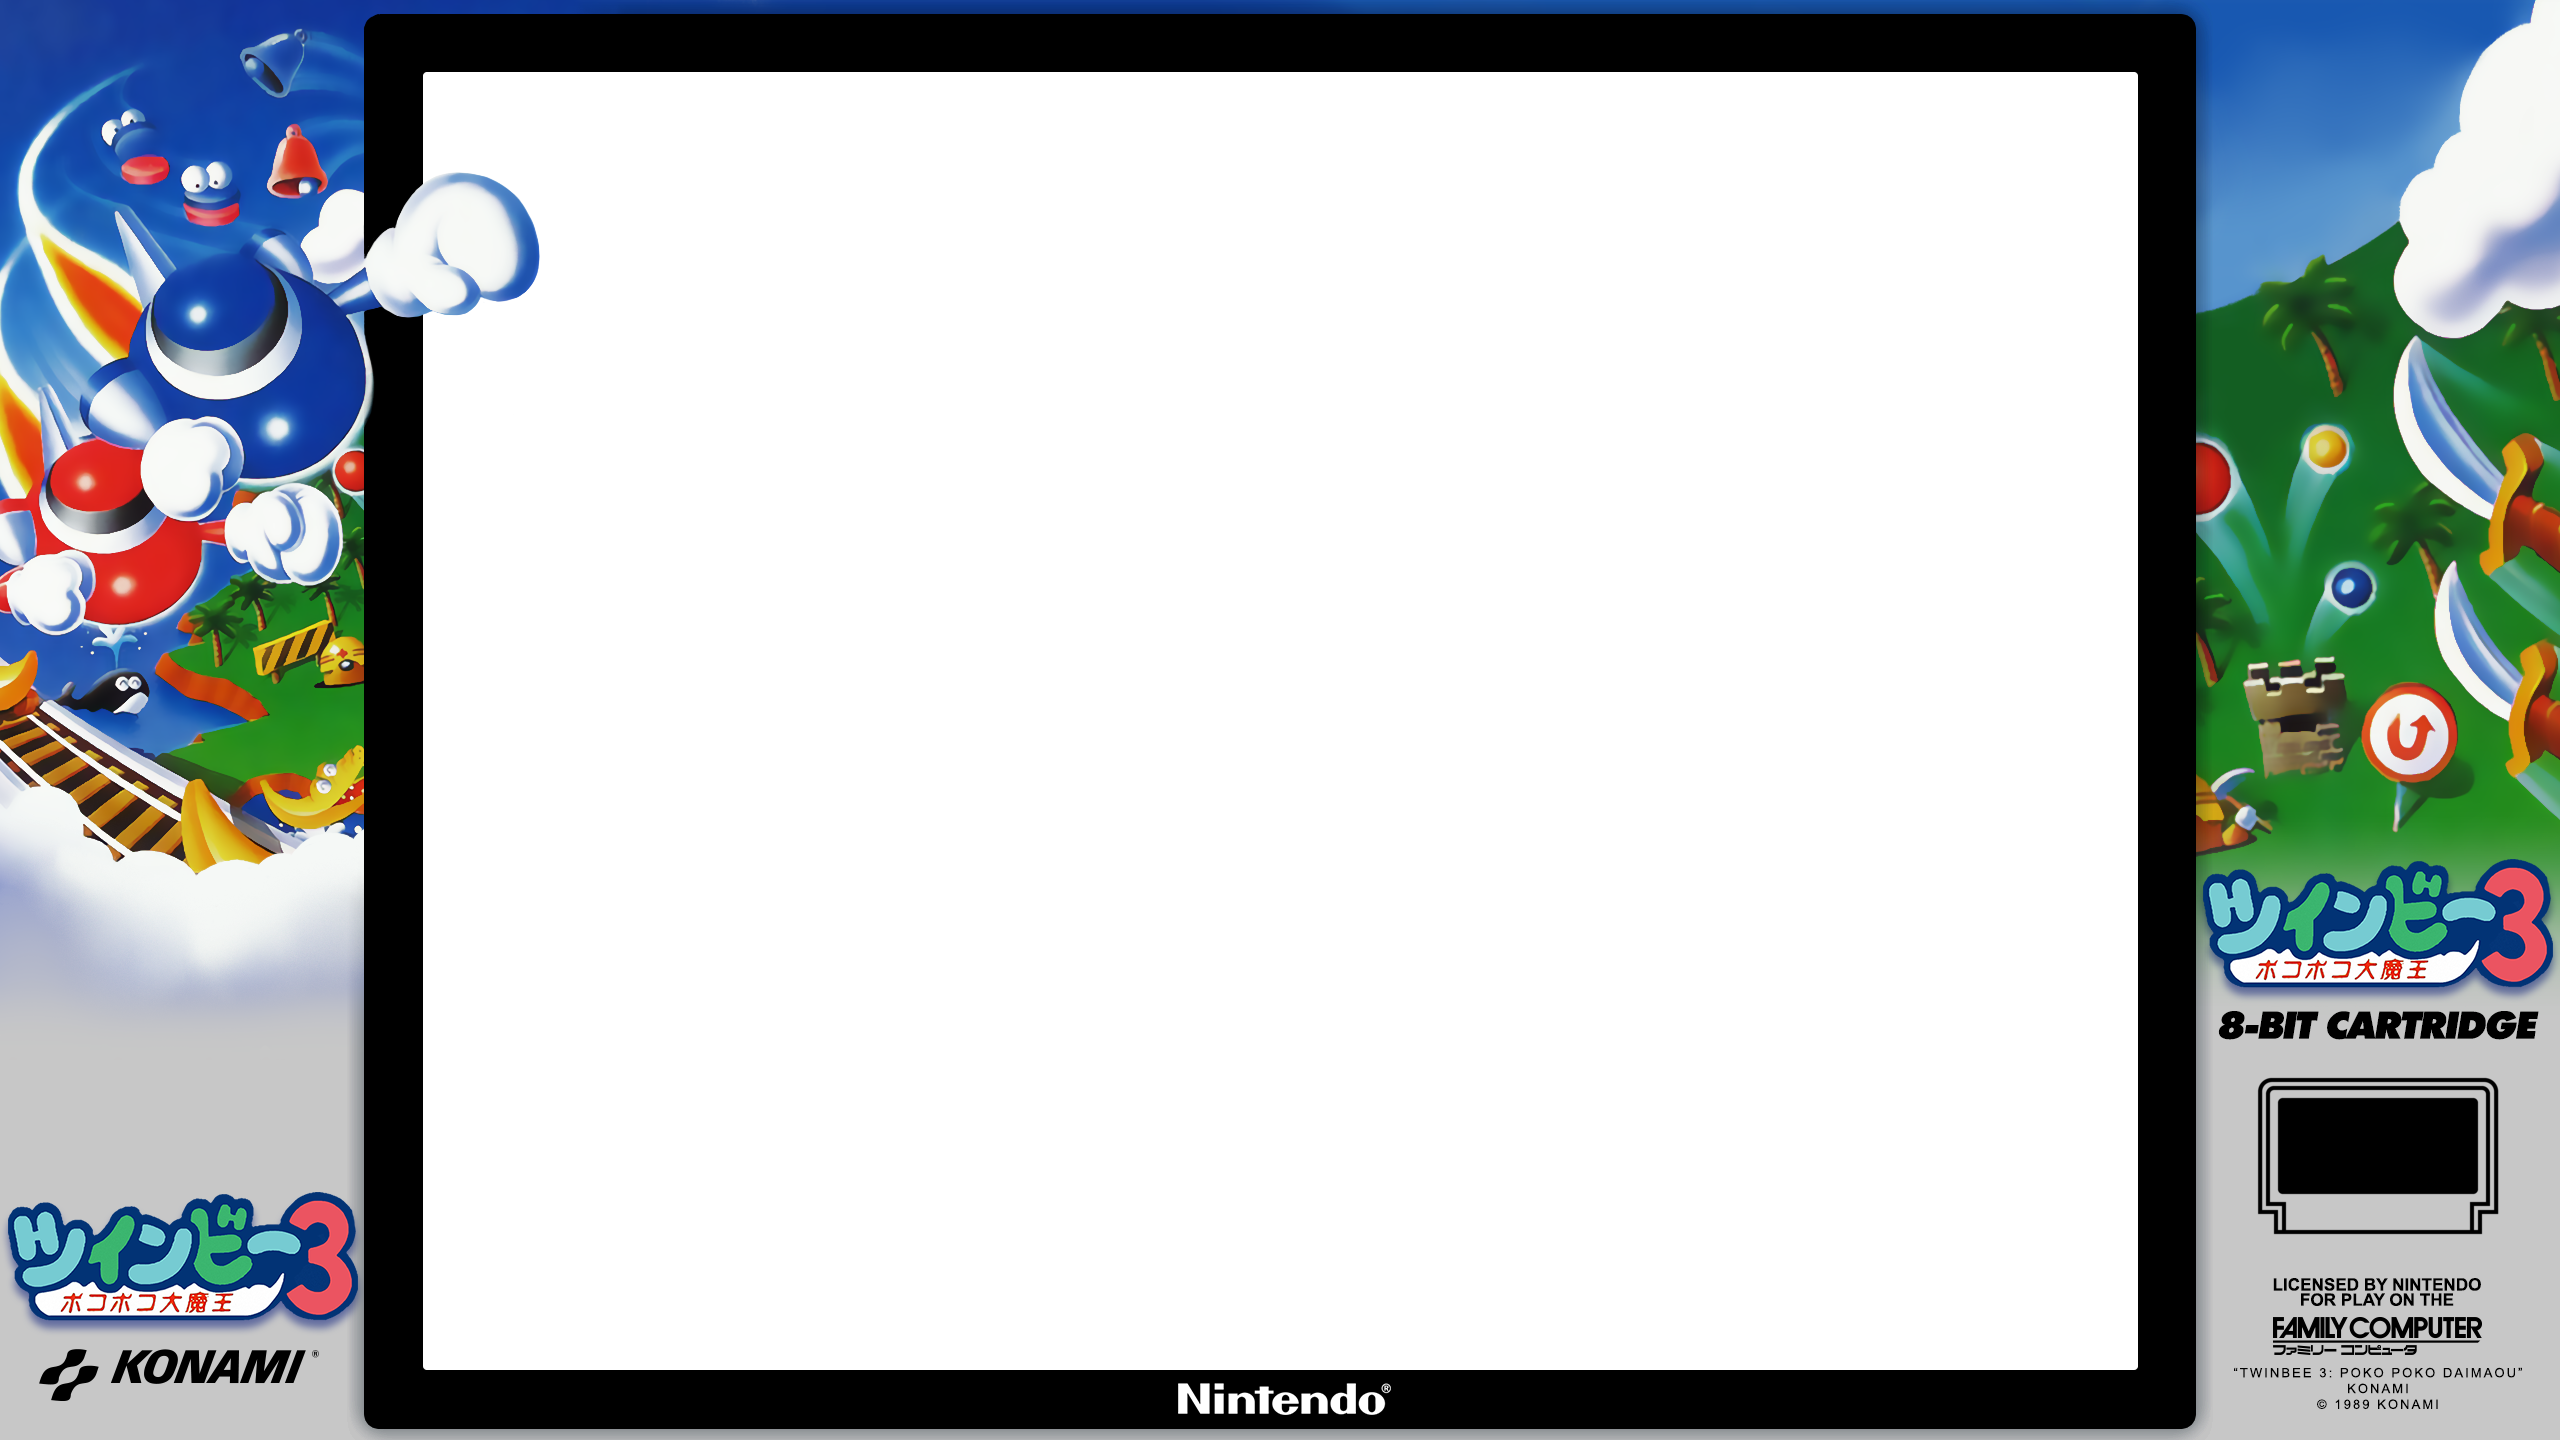 ツインビー3
ポコポコ大魔王
KONAMI®
Nintendo®
ツインビー3
ポコポコ大魔王
8-BIT CARTRIDGE
LICENSED BY NINTENDO
FOR PLAY ON THE
FAMILY COMPUTER
ファミリー コンピュータ
“TWINBEE 3: POKO POKO DAIMAOU”
KONAMI
© 1989 KONAMI